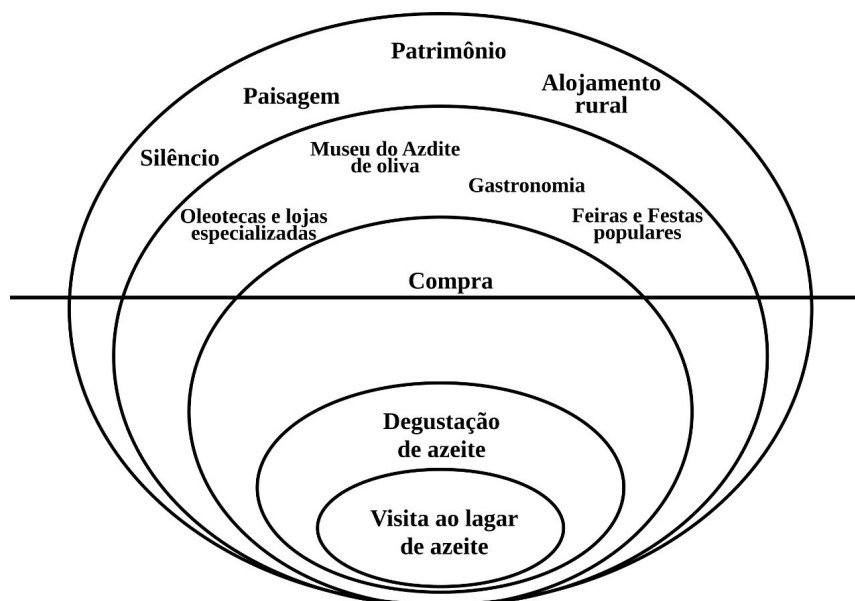 Patrimônio
Paisagem
Alojamento
rural
Silêncio
Museu do Azdite
de oliva
Gastronomia
Oleotecas e lojas
especializadas
Feiras e Festas
populares
Compra
Degustação
de azeite
Visita ao lagar
de azeite